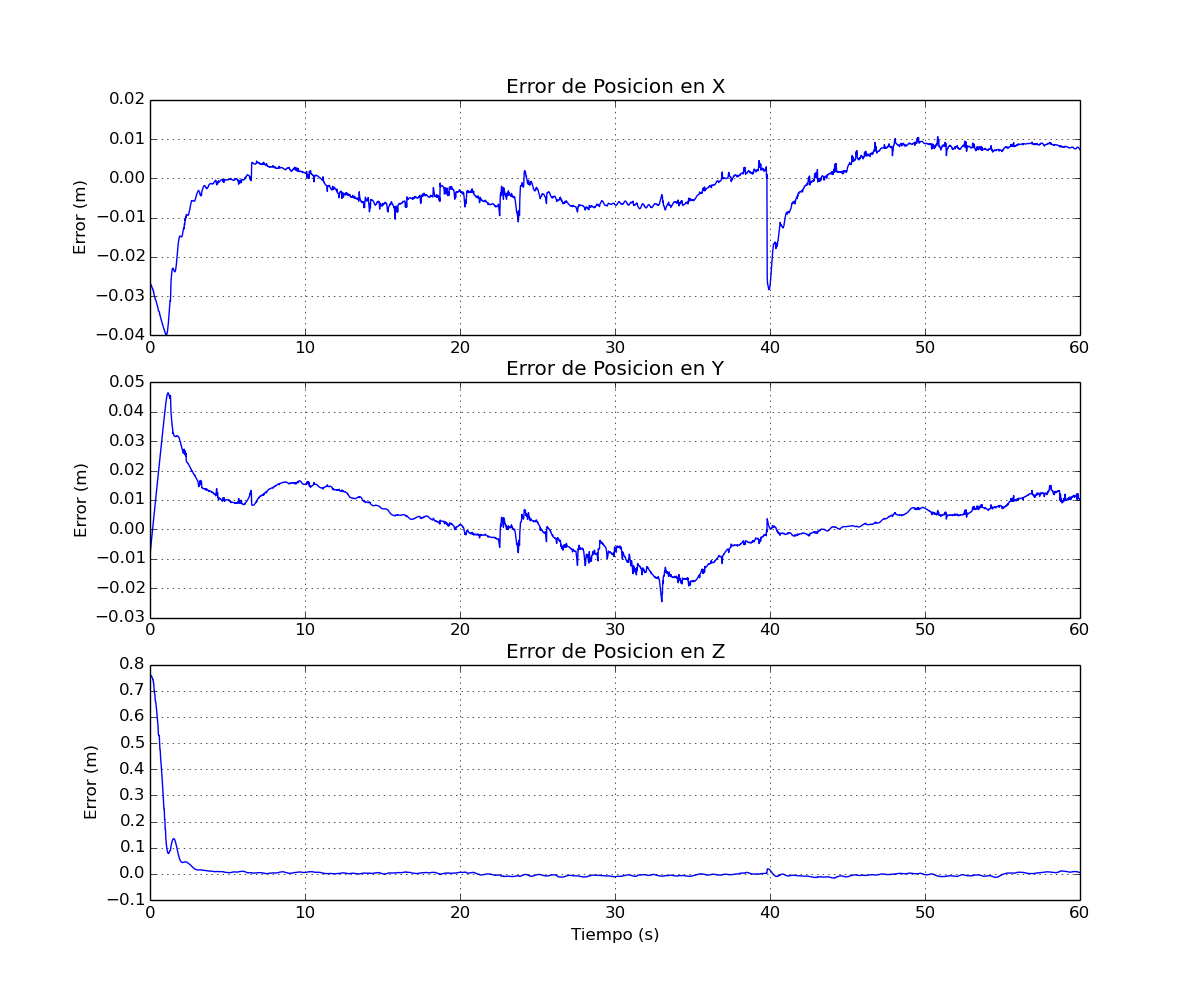 Error de Posicion en X
0.02
0.01
0.00
−0.01
−0.02
−0.03
−0.04
Error (m)
0 10 20 30 40 50 60
Error de Posicion en Y
0.05
0.04
0.03
0.02
0.01
0.00
−0.01
−0.02
−0.03
Error (m)
0 10 20 30 40 50 60
Error de Posicion en Z
0.8
0.7
0.6
0.5
0.4
0.3
0.2
0.1
0.0
−0.1
Error (m)
0 10 20 30 40 50 60
Tiempo (s)